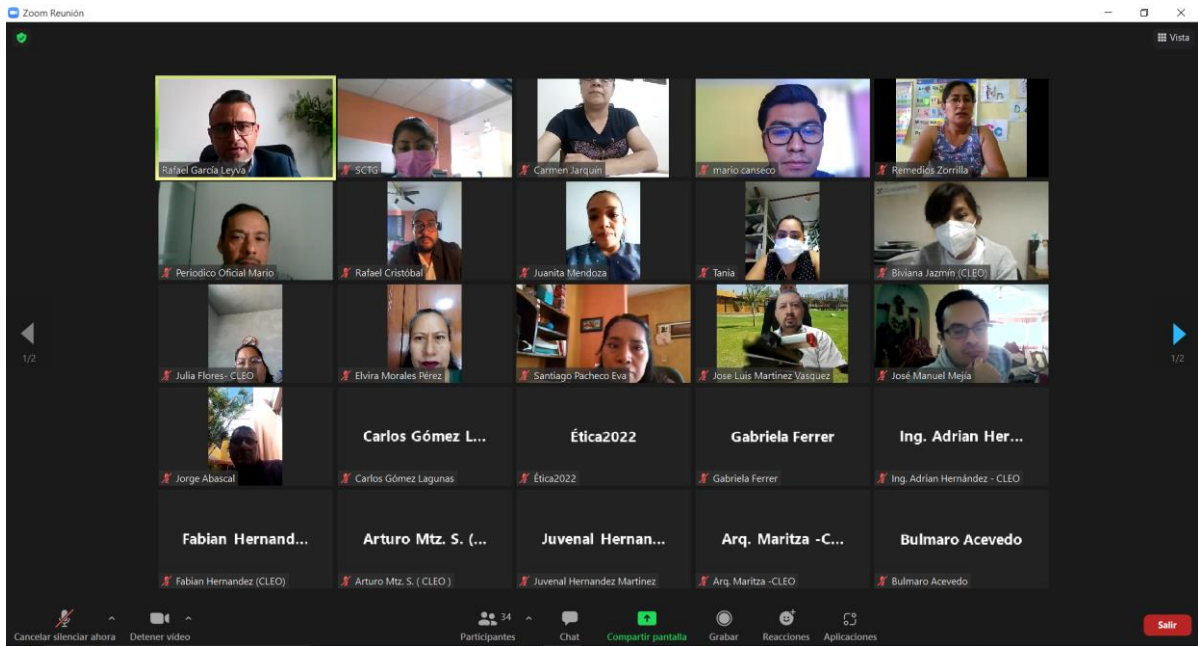 Zoom Reunión
Vista
Rafael García Leyva
SCTG
Carmen Jarquín
mario canseco
Remedios Zorrilla
Periodico Oficial Mario
Rafael Cristóbal
Juanita Mendoza
Tania
Biviana Jazmín (CLEO)
Julia Flores- CLEO
Elvira Morales Pérez
Santiago Pacheco Eva
Jose Luis Martinez Vasquez
José Manuel Mejía
1/2
1/2
Jorge Abascal
Carlos Gómez L...
Carlos Gómez Lagunas
Ética2022
Ética2022
Gabriela Ferrer
Gabriela Ferrer
Ing. Adrian Her...
Ing. Adrian Hernández - CLEO
Fabian Hernand...
Fabian Hernandez (CLEO)
Arturo Mtz. S. (...
Arturo Mtz. S. ( CLEO )
Juvenal Hernan...
Juvenal Hernandez Martinez
Arq. Maritza -C...
Arq. Maritza -CLEO
Bulmaro Acevedo
Bulmaro Acevedo
Cancelar silenciar ahora
Detener vídeo
34
Participantes
Chat
Compartir pantalla
Grabar
Reacciones
Aplicaciones
Salir